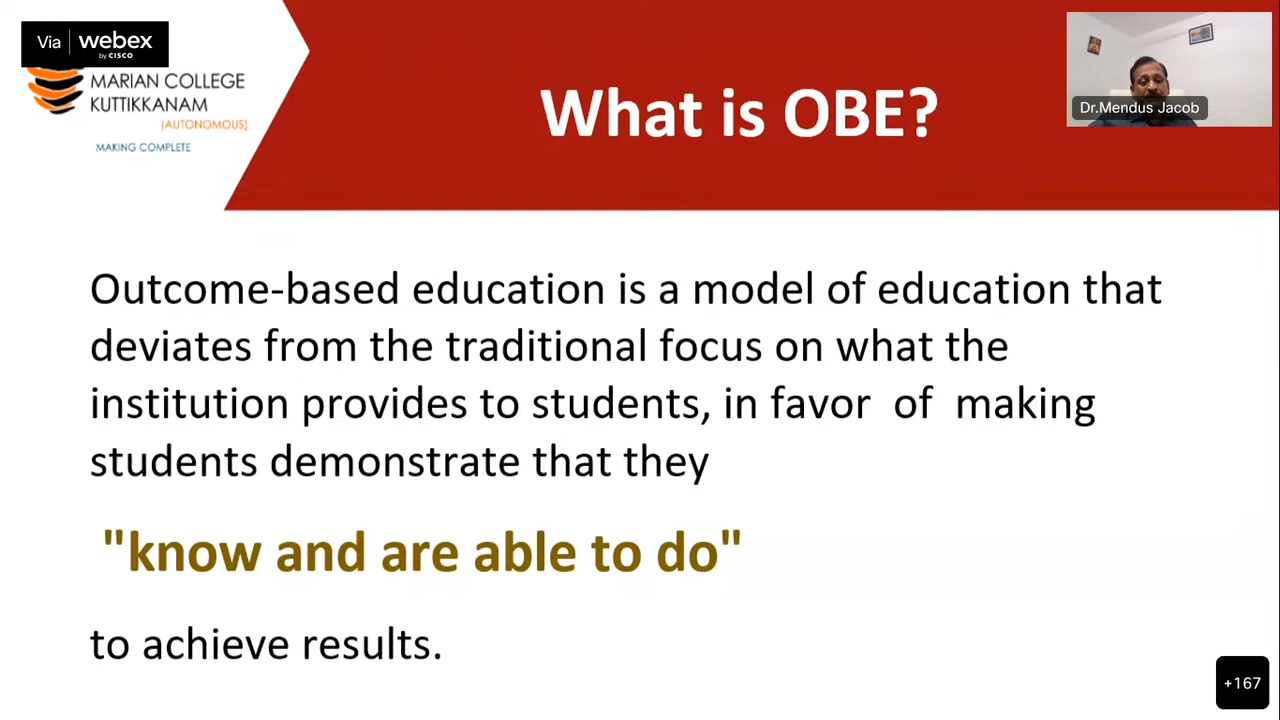 Via webex
by CISCO
MARIAN COLLEGE
KUTTIKKANAM
(AUTONOMOUS)
MAKING COMPLETE
What is OBE?
Dr.Mendus Jacob
Outcome-based education is a model of education that
deviates from the traditional focus on what the
institution provides to students, in favor of making
students demonstrate that they
"know and are able to do"
to achieve results.
+167